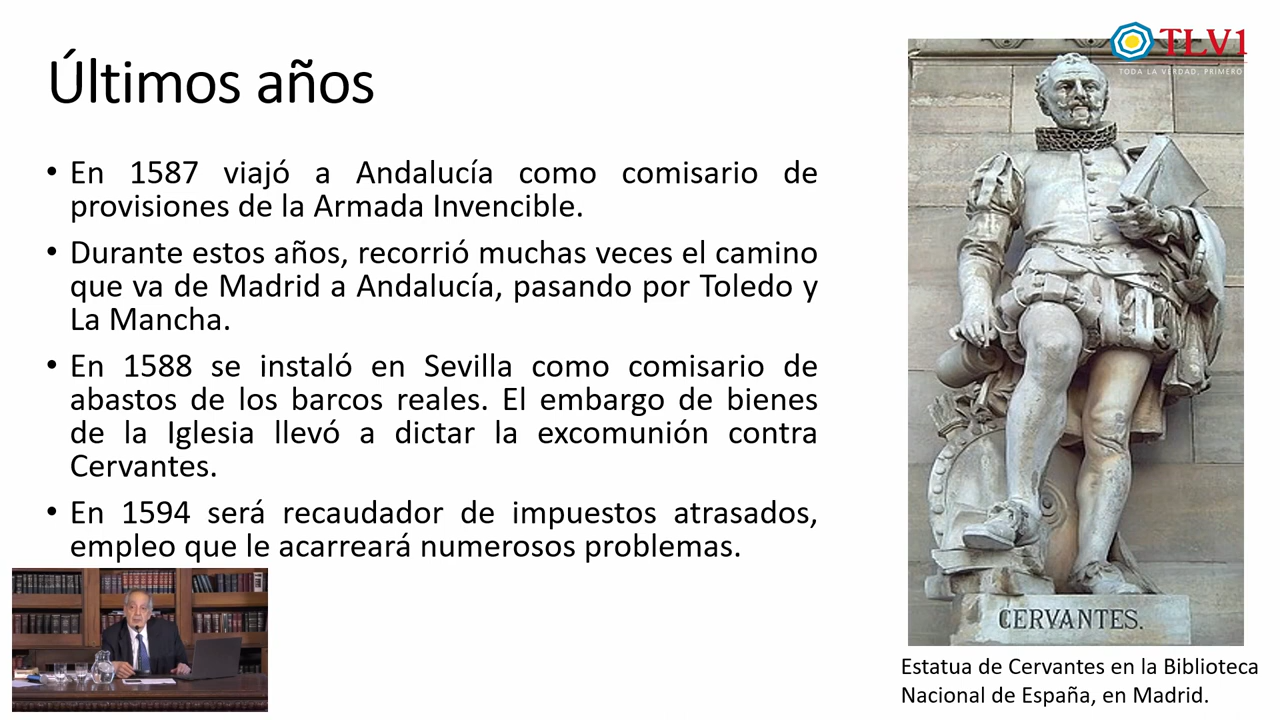 Últimos años
• En 1587 viajó a Andalucía como comisario de
provisiones de la Armada Invencible.
• Durante estos años, recorrió muchas veces el camino
que va de Madrid a Andalucía, pasando por Toledo y
La Mancha.
• En 1588 se instaló en Sevilla como comisario de
abastos de los barcos reales. El embargo de bienes
de la Iglesia llevó a dictar la excomunión contra
Cervantes.
• En 1594 será recaudador de impuestos atrasados,
empleo que le acarreará numerosos problemas.
TLV1
TODA LA VERDAD, PRIMERO
CERVANTES.
Estatua de Cervantes en la Biblioteca
Nacional de España, en Madrid.